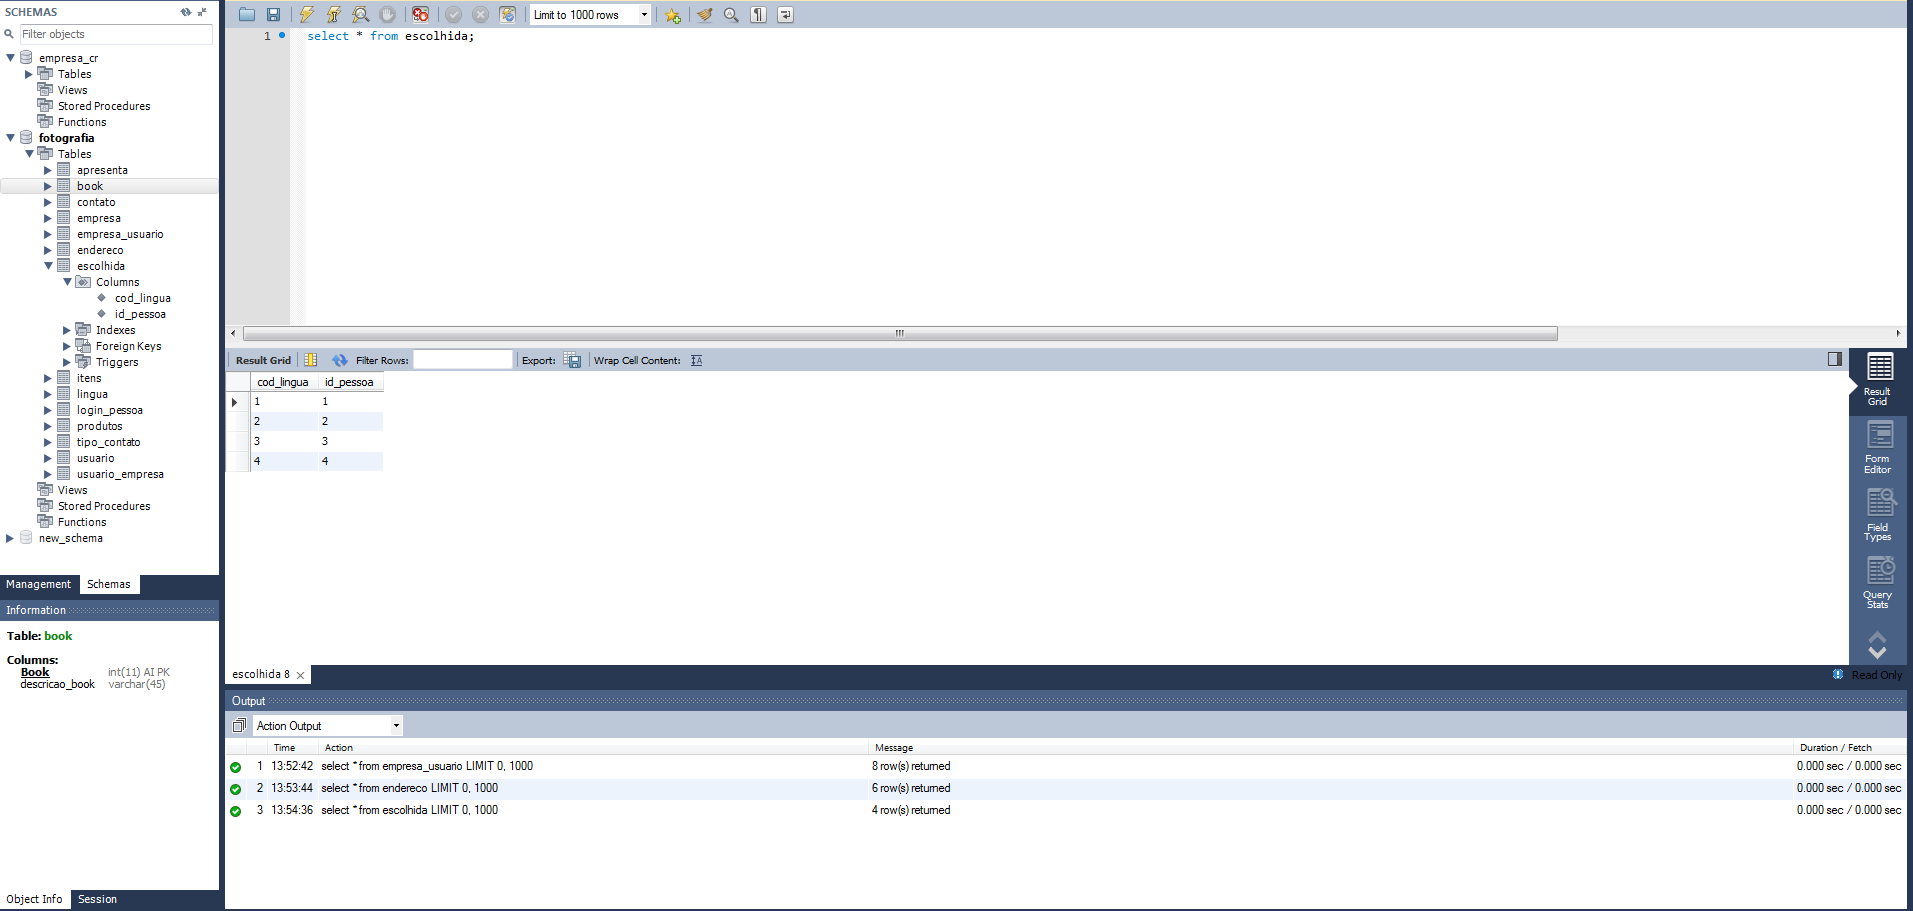 SCHEMAS
Filter objects
empresa_cr
Tables
Views
Stored Procedures
Functions
fotografia
Tables
apresenta
book
contato
empresa
empresa_usuario
endereco
escolhida
Columns
cod_lingua
id_pessoa
Indexes
Foreign Keys
Triggers
itens
lingua
login_pessoa
produtos
tipo_contato
usuario
usuario_empresa
Views
Stored Procedures
Functions
new_schema
Management Schemas
Information
Table: book
Columns:
Book int(11) AI PK
descricao_book varchar(45)
Object Info Session
Limit to 1000 rows
1 select * from escolhida;
Result Grid Filter Rows: Export: Wrap Cell Content:
cod_lingua id_pessoa
1 1
2 2
3 3
4 4
Result
Grid
Form
Editor
Field
Types
Query
Stats
escolhida 8
Read Only
Output
Action Output
Time Action Message Duration / Fetch
1 13:52:42 select * from empresa_usuario LIMIT 0, 1000 8 row(s) returned 0.000 sec / 0.000 sec
2 13:53:44 select * from endereco LIMIT 0, 1000 6 row(s) returned 0.000 sec / 0.000 sec
3 13:54:36 select * from escolhida LIMIT 0, 1000 4 row(s) returned 0.000 sec / 0.000 sec